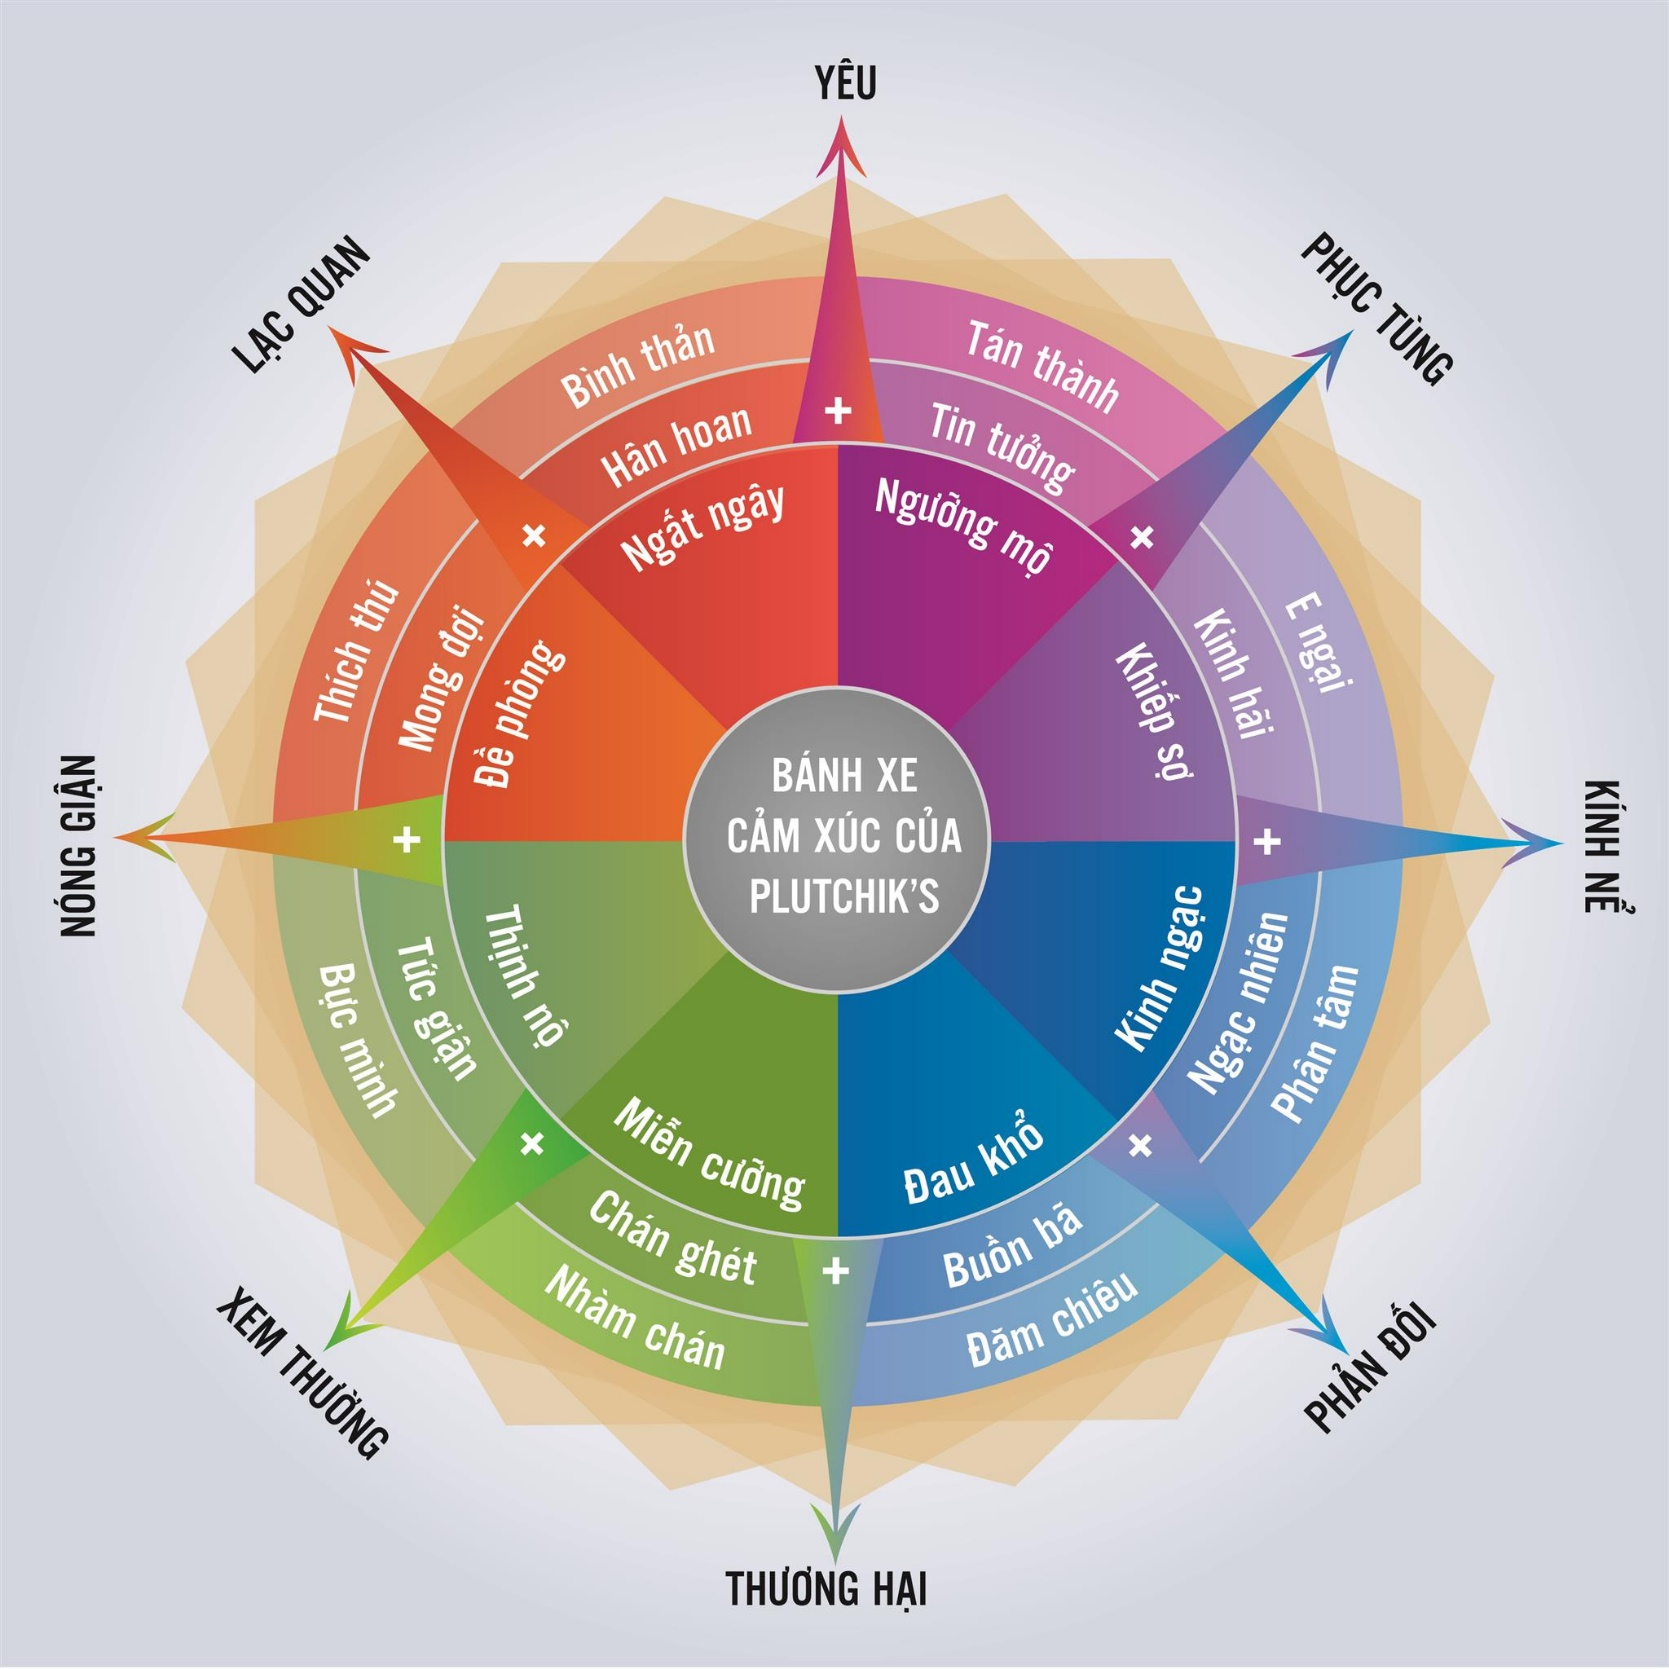 YÊU
PHỤC TÙNG
KÍNH NỂ
PHẢN ĐỐI
THƯƠNG HẠI
XEM THƯỜNG
NÓNG GIẬN
LẠC QUAN
Bình thản
Hân hoan
Ngất ngây
Tán thành
Tin tưởng
Ngưỡng mộ
E ngại
Kinh hãi
Khiếp sợ
Phân tâm
Ngạc nhiên
Kinh ngạc
Đăm chiêu
Buồn bã
Đau khổ
Nhàm chán
Chán ghét
Miễn cưỡng
Bực mình
Tức giận
Thịnh nộ
Thích thú
Mong đợi
Đề phòng
+
+
+
+
+
+
+
+
BÁNH XE
CẢM XÚC CỦA
PLUTCHIK'S